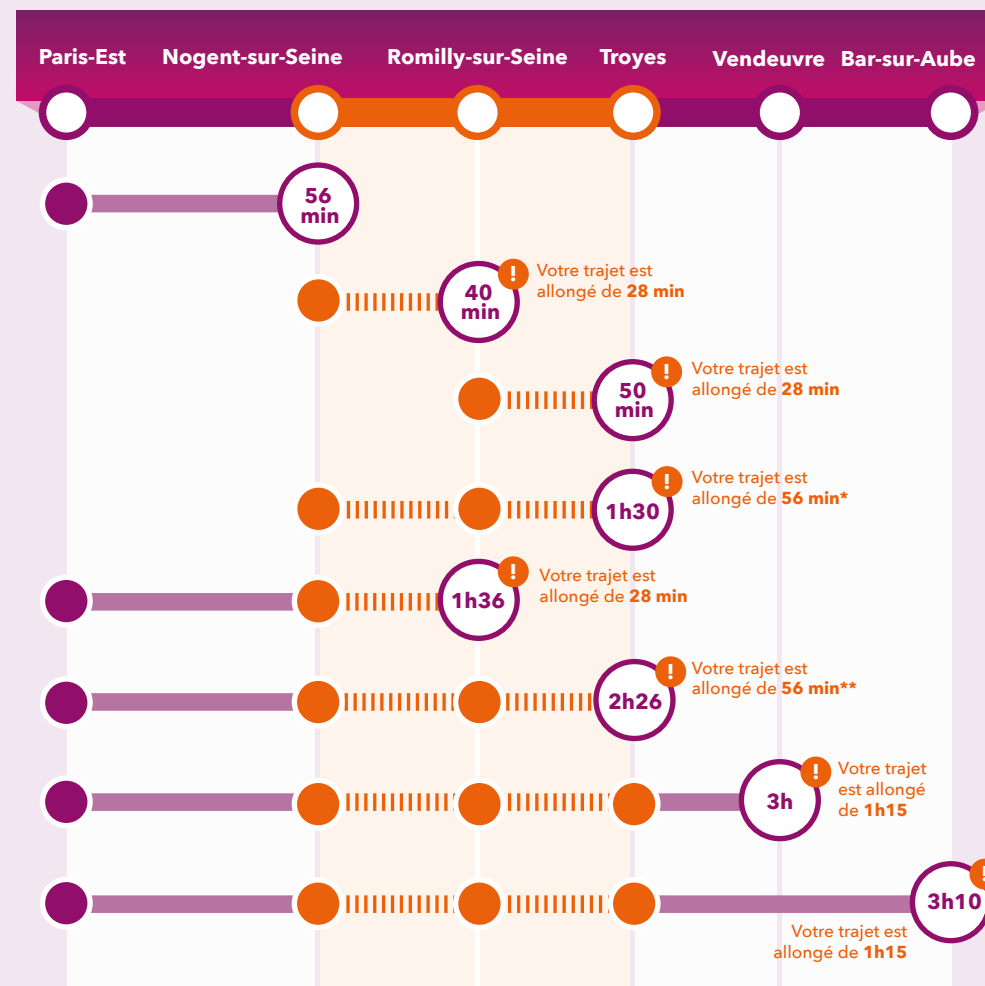 Paris-Est Nogent-sur-Seine Romilly-sur-Seine Troyes Vendeuvre Bar-sur-Aube
56
min
40
min
!
Votre trajet est
allongé de 28 min
50
min
!
Votre trajet est
allongé de 28 min
1h30
!
Votre trajet est
allongé de 56 min*
1h36
!
Votre trajet est
allongé de 28 min
2h26
!
Votre trajet est
allongé de 56 min**
3h
!
Votre trajet
est allongé
de 1h15
3h10
!
Votre trajet est
allongé de 1h15